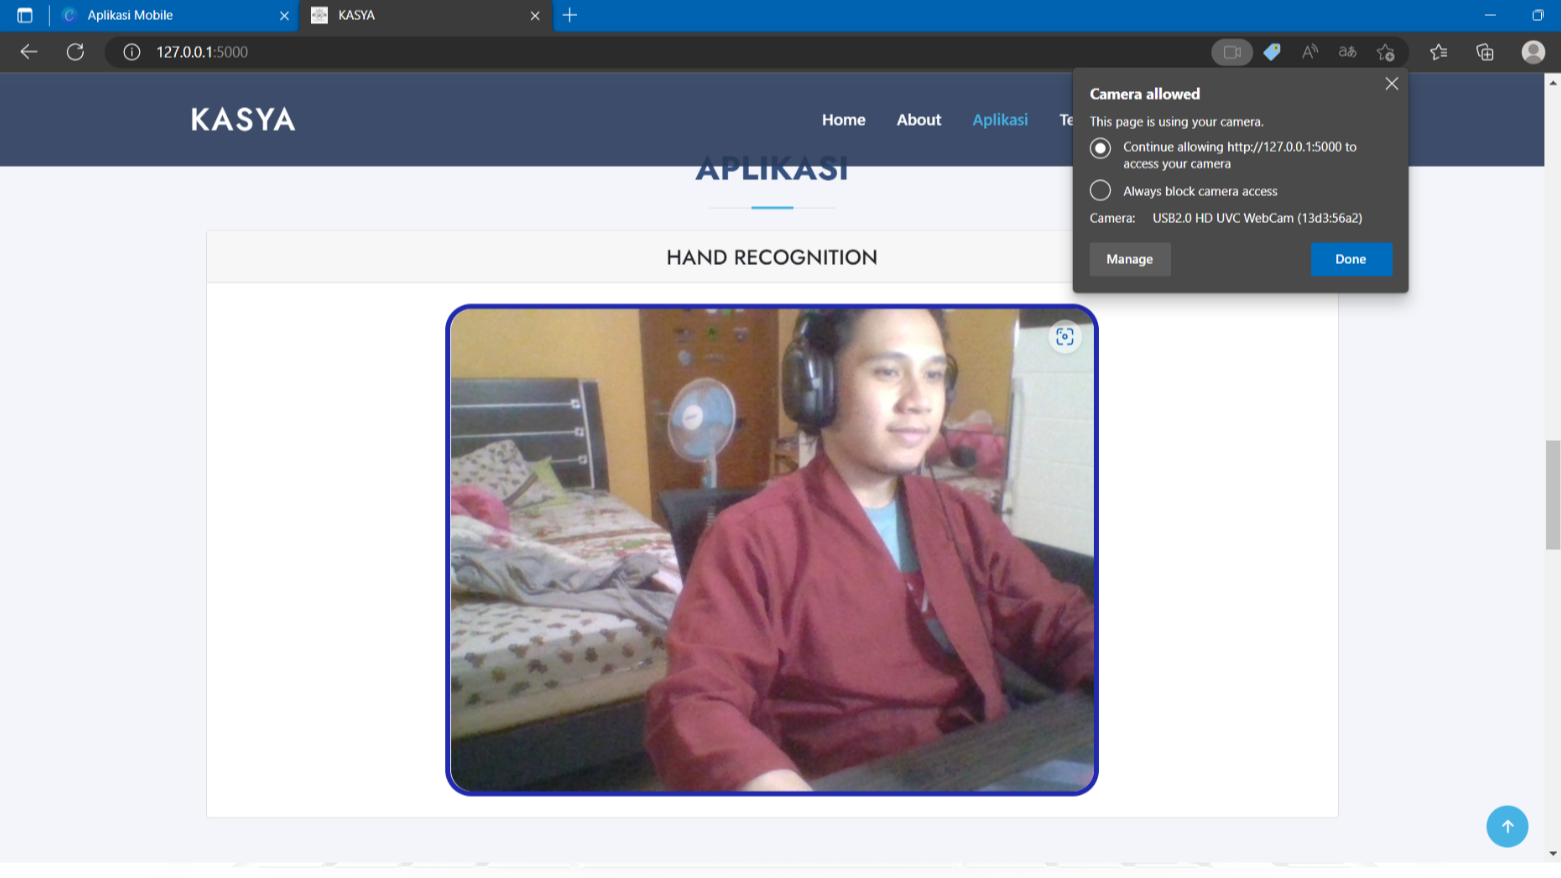 Aplikasi Mobile
KASYA
127.0.0.1:5000
KASYA
Home
About
Aplikasi
Te
Camera allowed
This page is using your camera.
Continue allowing http://127.0.0.1:5000 to
access your camera
Always block camera access
Camera: USB2.0 HD UVC WebCam (13d3:56a2)
Manage
Done
APLIKASI
HAND RECOGNITION